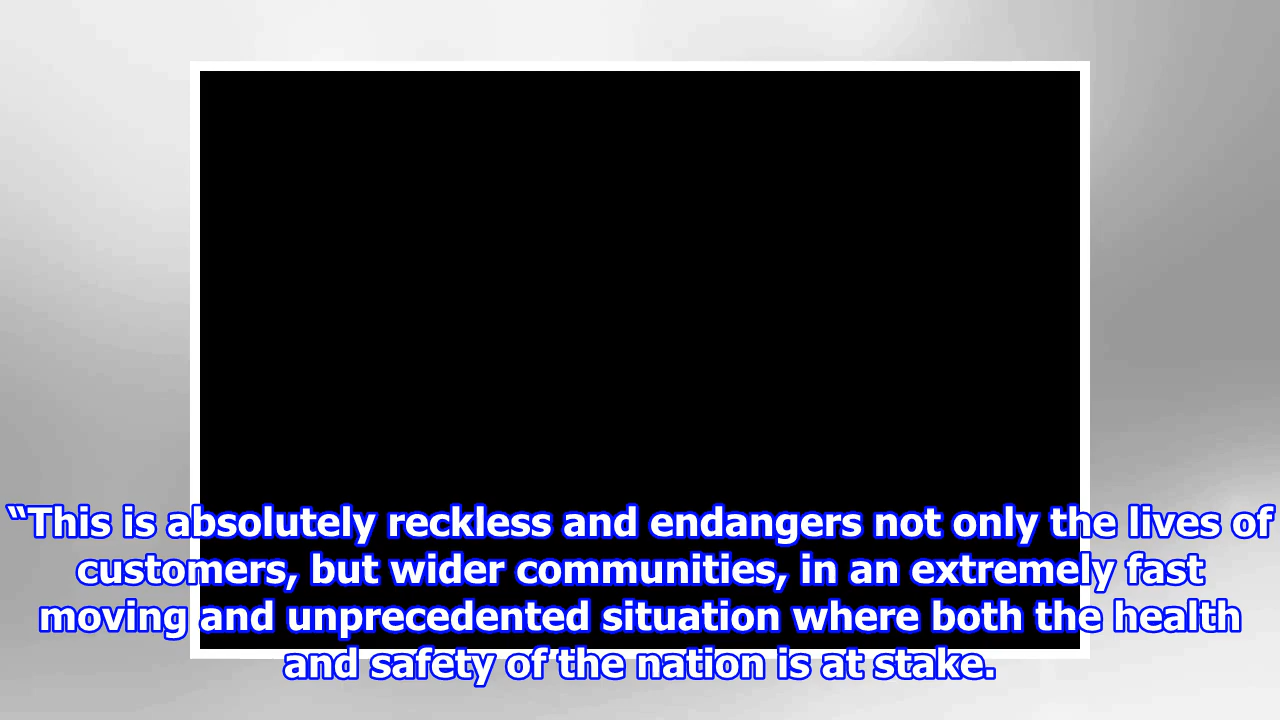 “This is absolutely reckless and endangers not only the lives of
customers, but wider communities, in an extremely fast
moving and unprecedented situation where both the health
and safety of the nation is at stake.